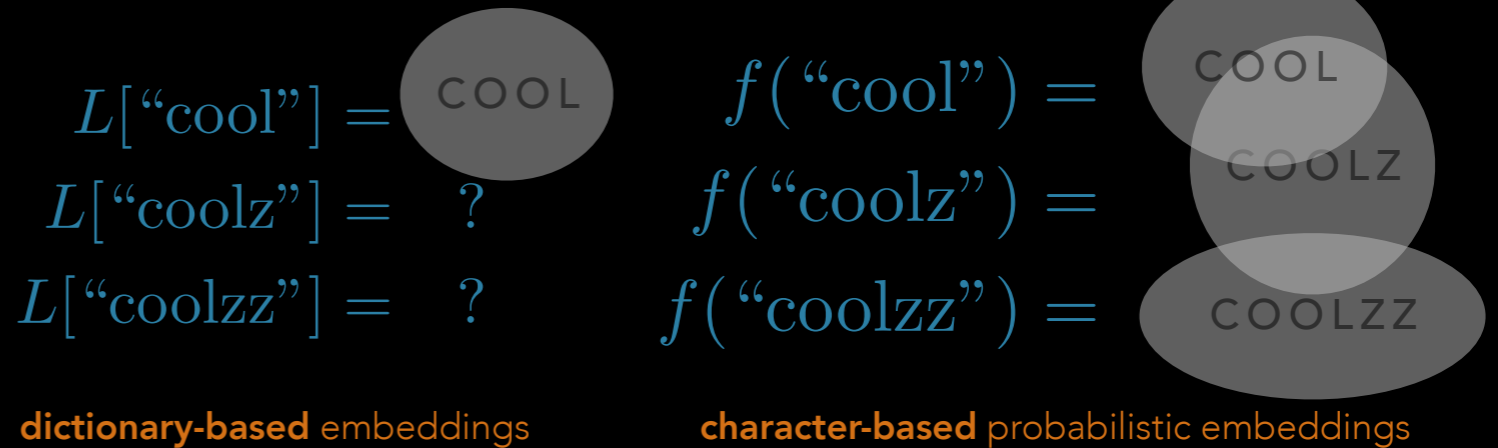 L[“cool”] = COOL
L[“coolz”] = ?
L[“coolzz”] = ?
dictionary-based embeddings
f(“cool”) = COOL
f(“coolz”) = COOLZ
f(“coolzz”) = COOLZZ
character-based probabilistic embeddings